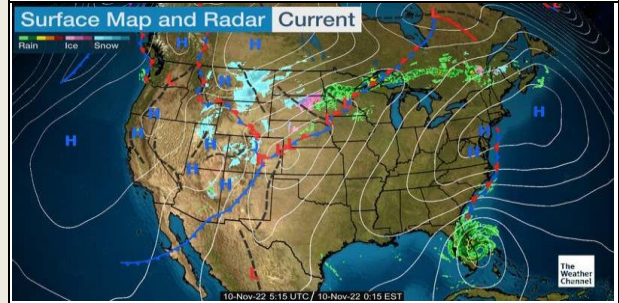 Surface Map and Radar Current
Rain Ice Snow
H
H
H
L
H
H
H
H
H
H
H
H
H
L
L
L
L
The
Weather
Channel
10-Nov-22 5:15 UTC / 10-Nov-22 0:15 EST